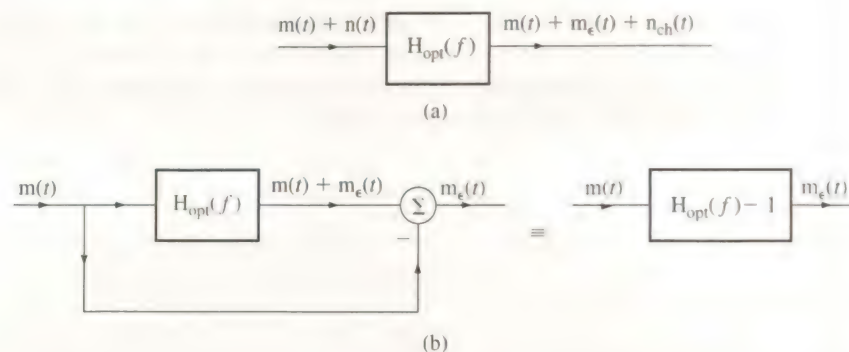 m(t) + n(t)
H_opt(f)
m(t) + m_ϵ(t) + n_ch(t)
(a)
m(t)
H_opt(f)
m(t) + m_ϵ(t)
Σ
m_ϵ(t)
−
≡
m(t)
H_opt(f) − 1
m_ϵ(t)
(b)